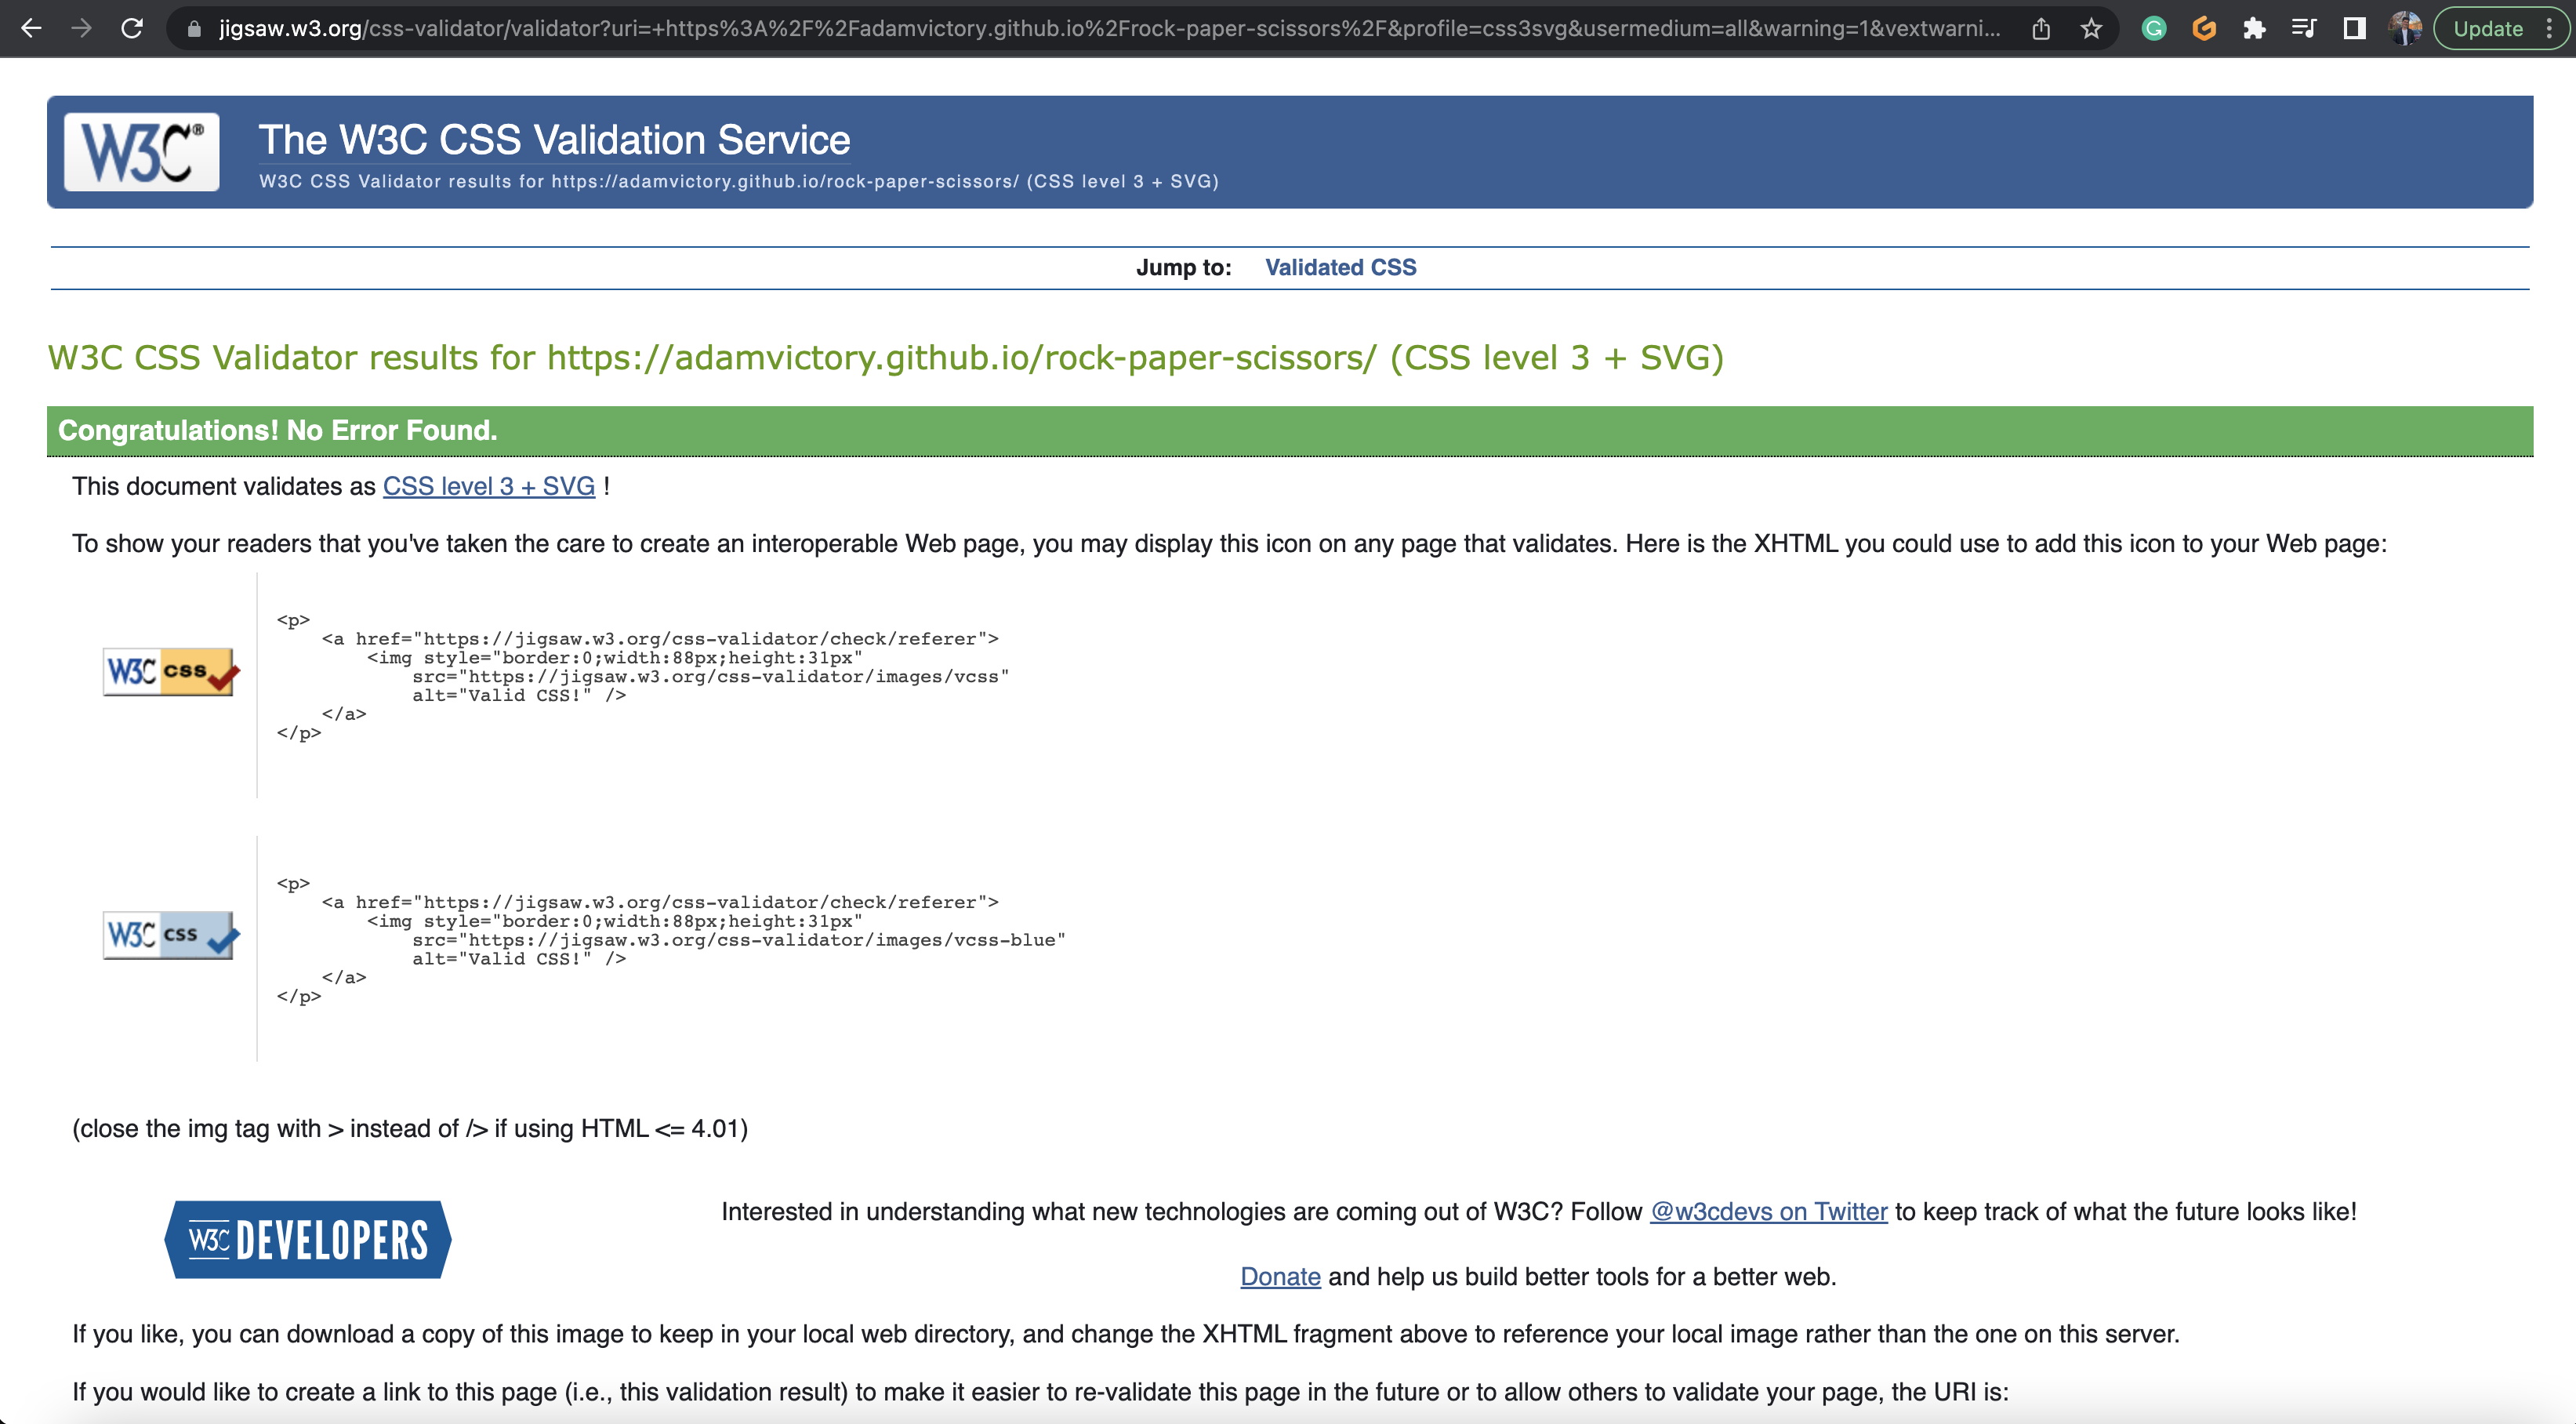 jigsaw.w3.org/css-validator/validator?uri=+https%3A%2F%2Fadamvictory.github.io%2Frock-paper-scissors%2F&profile=css3svg&usermedium=all&warning=1&vextwarni...
Update
W3C®
The W3C CSS Validation Service
W3C CSS Validator results for https://adamvictory.github.io/rock-paper-scissors/ (CSS level 3 + SVG)
Jump to: Validated CSS
W3C CSS Validator results for https://adamvictory.github.io/rock-paper-scissors/ (CSS level 3 + SVG)
Congratulations! No Error Found.
This document validates as CSS level 3 + SVG !
To show your readers that you've taken the care to create an interoperable Web page, you may display this icon on any page that validates. Here is the XHTML you could use to add this icon to your Web page:
W3C css
<p>
<a href="https://jigsaw.w3.org/css-validator/check/referer">
<img style="border:0;width:88px;height:31px"
src="https://jigsaw.w3.org/css-validator/images/vcss"
alt="Valid CSS!" />
</a>
</p>
W3C css
<p>
<a href="https://jigsaw.w3.org/css-validator/check/referer">
<img style="border:0;width:88px;height:31px"
src="https://jigsaw.w3.org/css-validator/images/vcss-blue"
alt="Valid CSS!" />
</a>
</p>
(close the img tag with > instead of /> if using HTML <= 4.01)
W3C DEVELOPERS
Interested in understanding what new technologies are coming out of W3C? Follow @w3cdevs on Twitter to keep track of what the future looks like!
Donate and help us build better tools for a better web.
If you like, you can download a copy of this image to keep in your local web directory, and change the XHTML fragment above to reference your local image rather than the one on this server.
If you would like to create a link to this page (i.e., this validation result) to make it easier to re-validate this page in the future or to allow others to validate your page, the URI is: